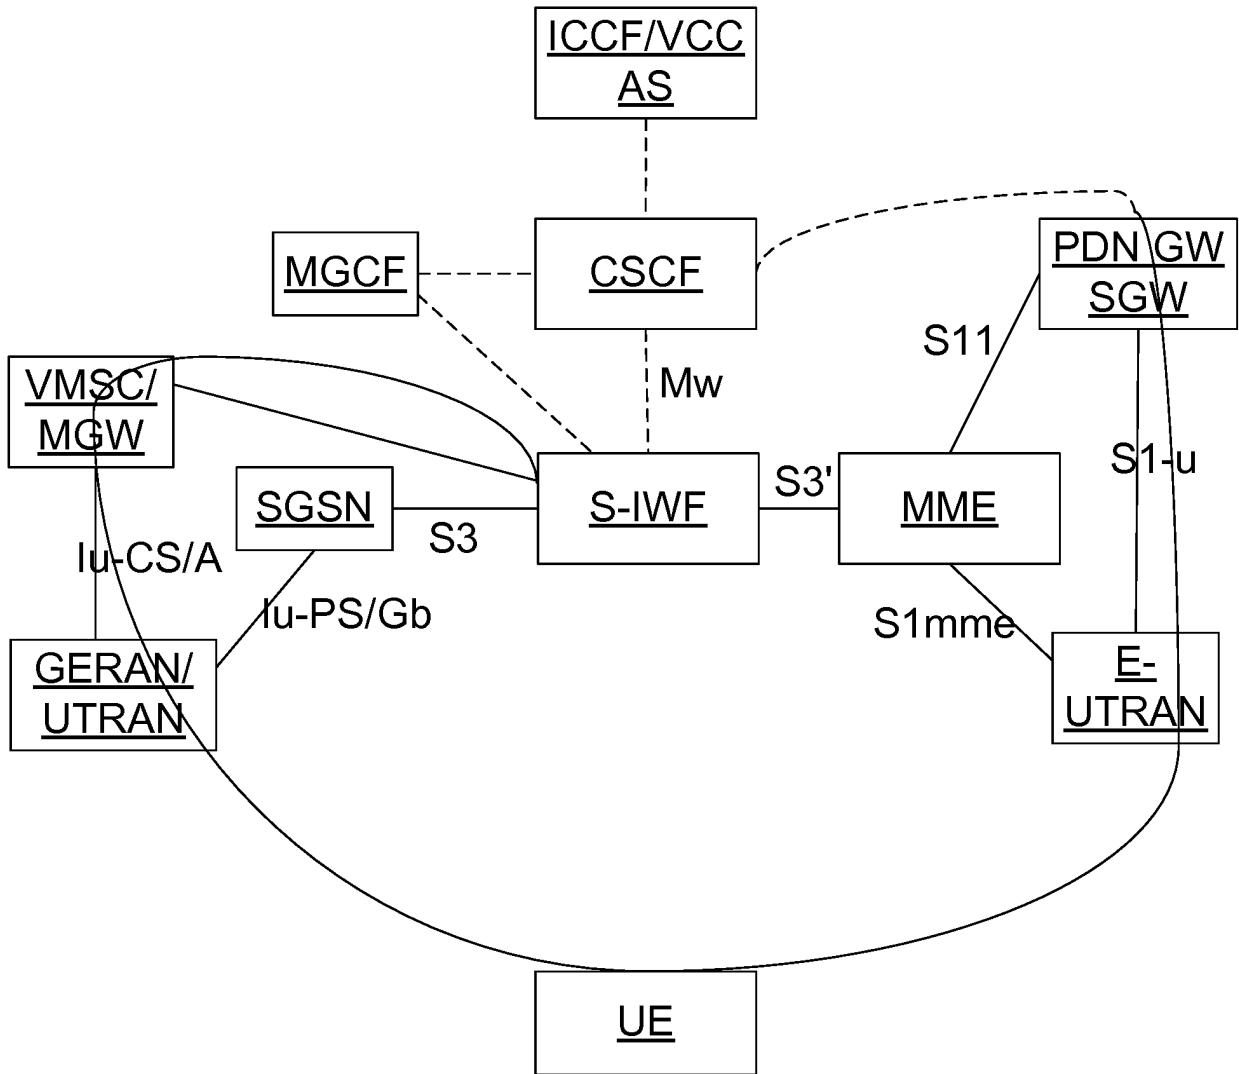 ICCF/VCC
AS
MGCF
CSCF
PDN GW
SGW
S11
Mw
VMSC/
MGW
S1-u
SGSN
S3
S-IWF
S3'
MME
Iu-CS/A
Iu-PS/Gb
S1mme
GERAN/
UTRAN
E-
UTRAN
UE